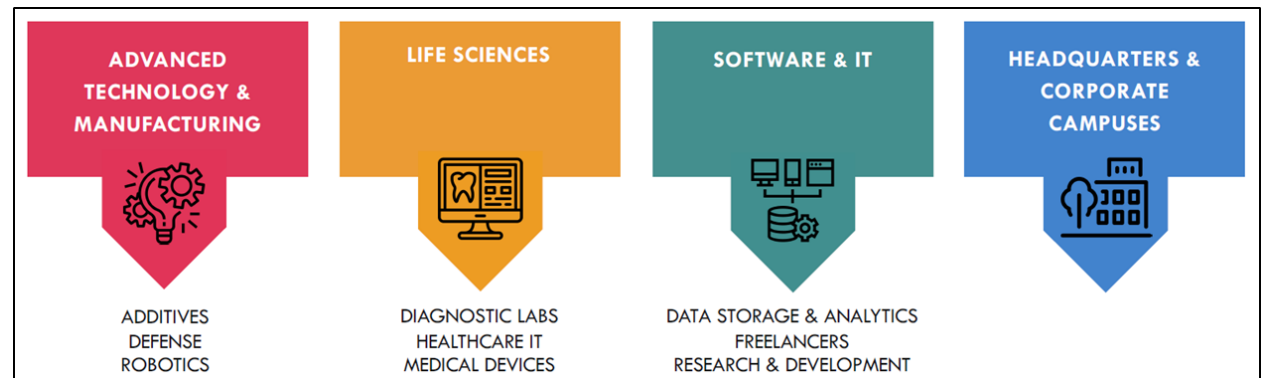 ADVANCED
TECHNOLOGY &
MANUFACTURING
ADDITIVES
DEFENSE
ROBOTICS
LIFE SCIENCES
DIAGNOSTIC LABS
HEALTHCARE IT
MEDICAL DEVICES
SOFTWARE & IT
DATA STORAGE & ANALYTICS
FREELANCERS
RESEARCH & DEVELOPMENT
HEADQUARTERS &
CORPORATE
CAMPUSES